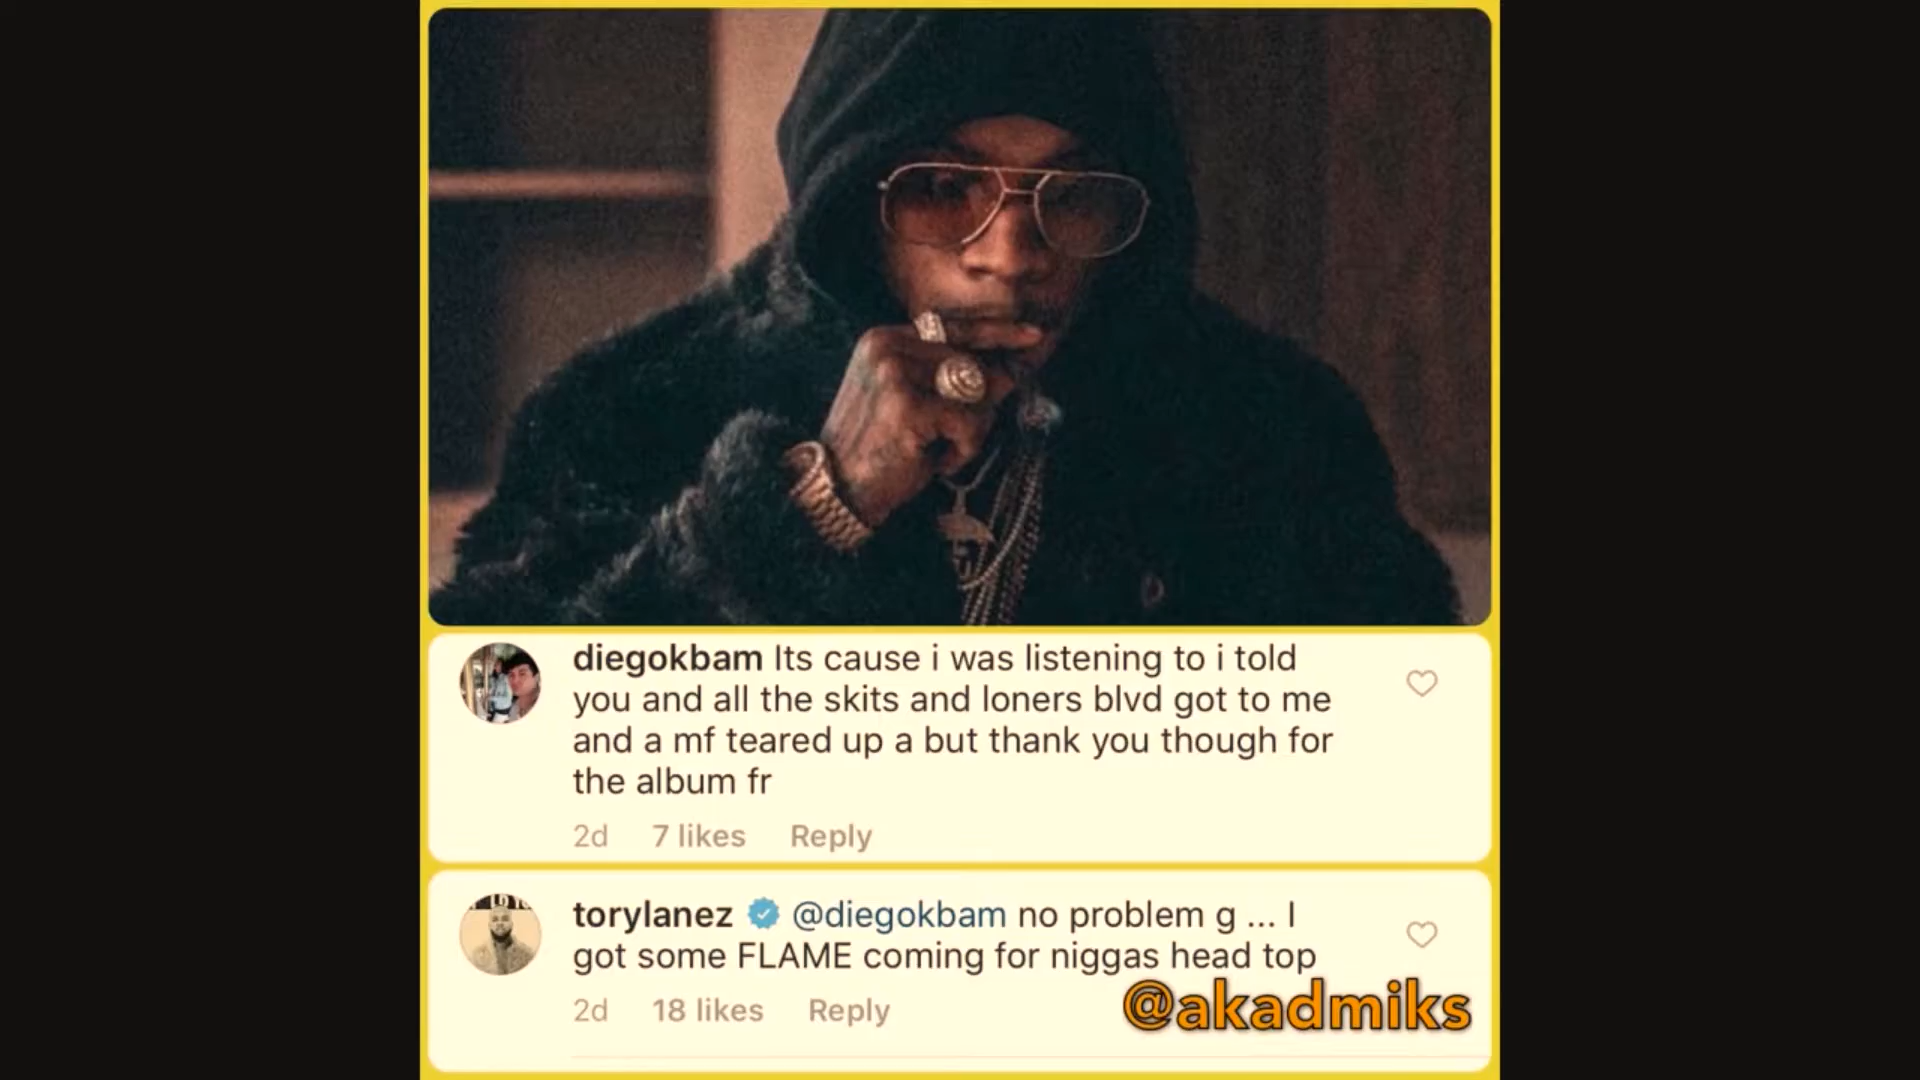 diegokbam Its cause i was listening to i told
you and all the skits and loners blvd got to me
and a mf teared up a but thank you though for
the album fr
2d 7 likes Reply
torylanez @diegokbam no problem g ... I
got some FLAME coming for niggas head top
2d 18 likes Reply
@akadmiks